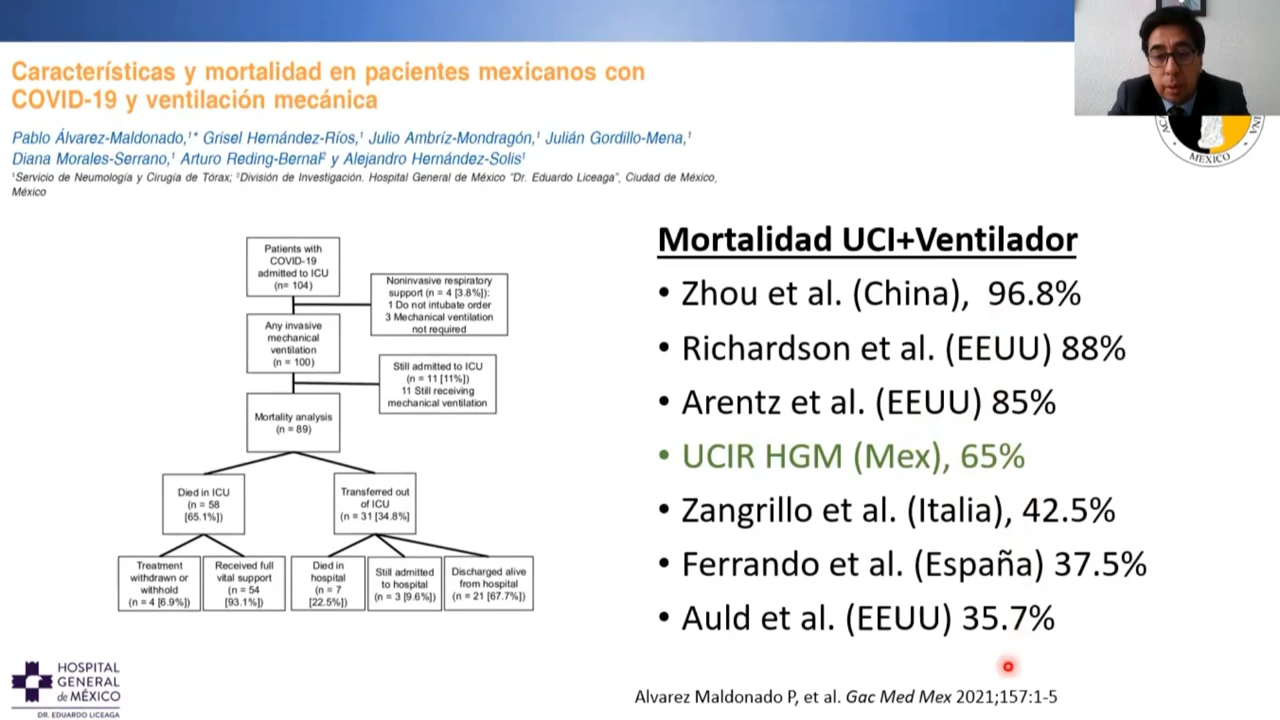 Características y mortalidad en pacientes mexicanos con
COVID-19 y ventilación mecánica
Pablo Álvarez-Maldonado,¹* Grisel Hernández-Ríos,¹ Julio Ambríz-Mondragón,¹ Julián Gordillo-Mena,¹
Diana Morales-Serrano,¹ Arturo Reding-Bernal² y Alejandro Hernández-Solis¹
¹Servicio de Neumología y Cirugía de Tórax; ²División de Investigación. Hospital General de México "Dr. Eduardo Liceaga", Ciudad de México,
México
MEXICO
Patients with
COVID-19
admitted to ICU
(n= 104)
Noninvasive respiratory
support (n = 4 [3.8%]):
1 Do not intubate order
3 Mechanical ventilation
not required
Any invasive
mechanical
ventilation
(n = 100)
Still admitted to ICU
(n = 11 [11%])
11 Still receiving
mechanical ventilation
Mortality analysis
(n = 89)
Died in ICU
(n = 58
[65.1%])
Transferred out
of ICU
(n = 31 [34.8%]
Treatment
withdrawn or
withhold
(n = 4 [6.9%])
Received full
vital support
(n = 54
[93.1%])
Died in
hospital
(n = 7
[22.5%])
Still admitted
to hospital
(n = 3 [9.6%])
Discharged alive
from hospital
(n = 21 [67.7%])
Mortalidad UCI+Ventilador
• Zhou et al. (China), 96.8%
• Richardson et al. (EEUU) 88%
• Arentz et al. (EEUU) 85%
• UCIR HGM (Mex), 65%
• Zangrillo et al. (Italia), 42.5%
• Ferrando et al. (España) 37.5%
• Auld et al. (EEUU) 35.7%
Alvarez Maldonado P, et al. Gac Med Mex 2021;157:1-5
HOSPITAL
GENERAL
de MÉXICO
DR. EDUARDO LICEAGA